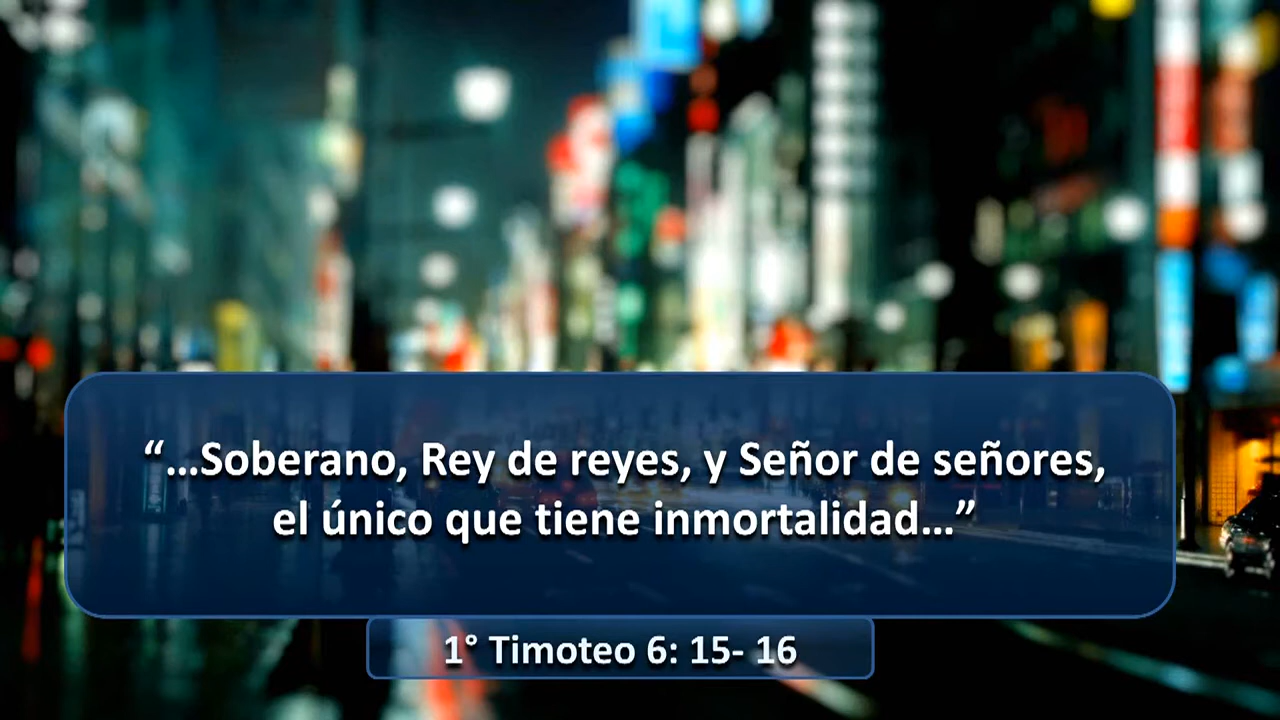 “...Soberano, Rey de reyes, y Señor de señores,
el único que tiene inmortalidad...”
1° Timoteo 6: 15- 16